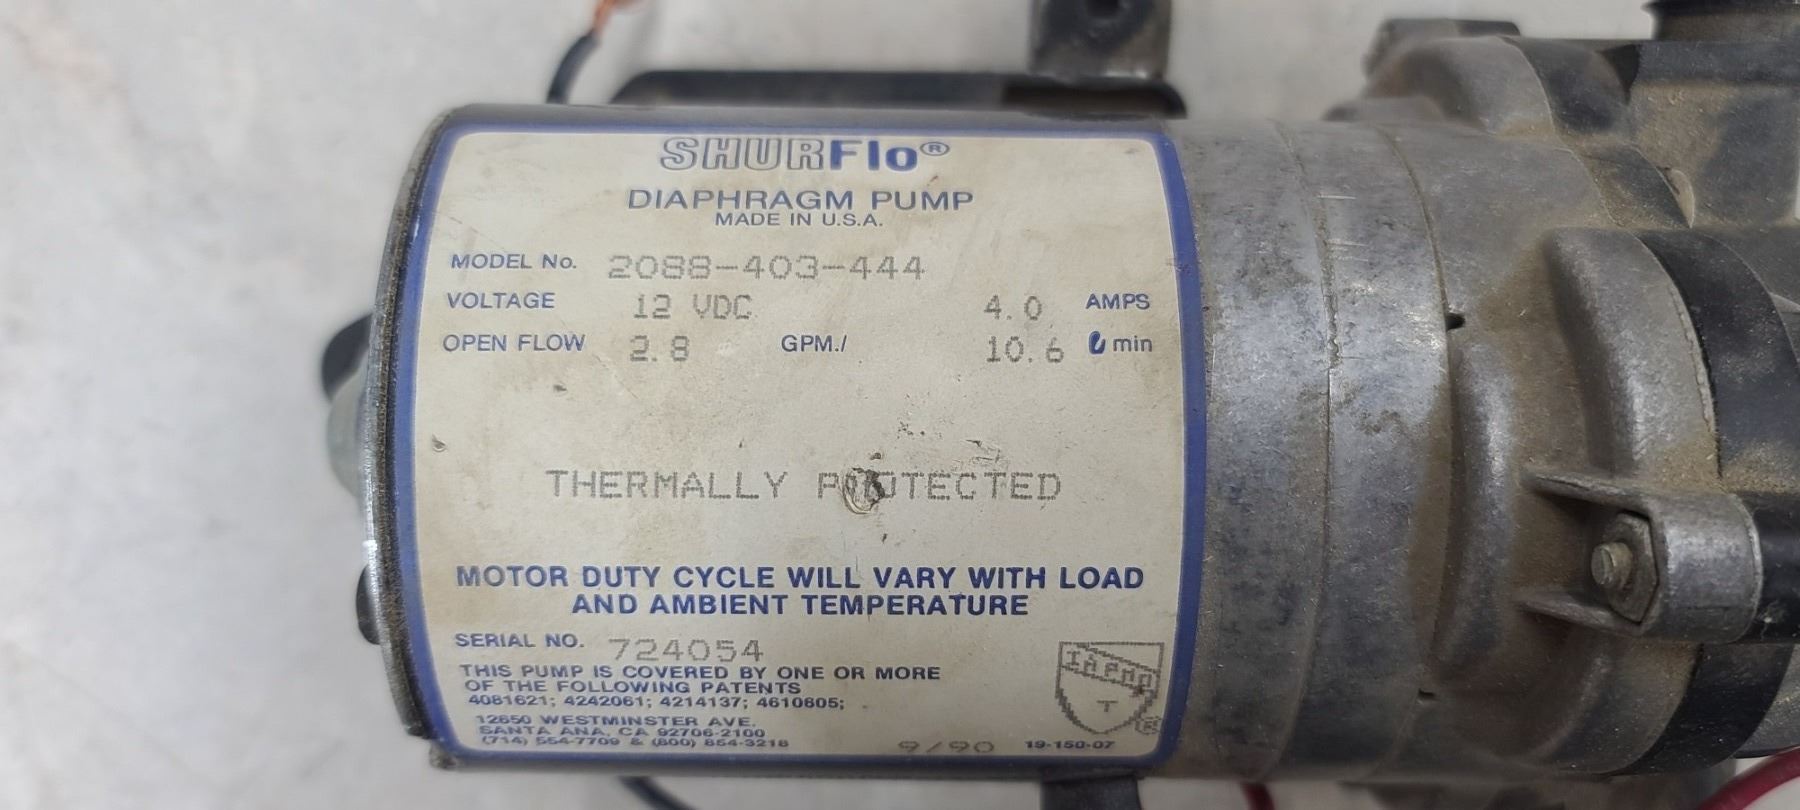 SHURFlo®
DIAPHRAGM PUMP
MADE IN U.S.A.
MODEL No. 2088-403-444
VOLTAGE 12 VDC 4.0 AMPS
OPEN FLOW 2.8 GPM./ 10.6 ℓ min
THERMALLY PROTECTED
MOTOR DUTY CYCLE WILL VARY WITH LOAD
AND AMBIENT TEMPERATURE
SERIAL NO. 724054
THIS PUMP IS COVERED BY ONE OR MORE
OF THE FOLLOWING PATENTS
4081621; 4242061; 4214137; 4610805;
12650 WESTMINSTER AVE.
SANTA ANA, CA 92706-2100
(714) 554-7709 & (800) 854-3218
9/90 19-150-07
IAPMO
T
®